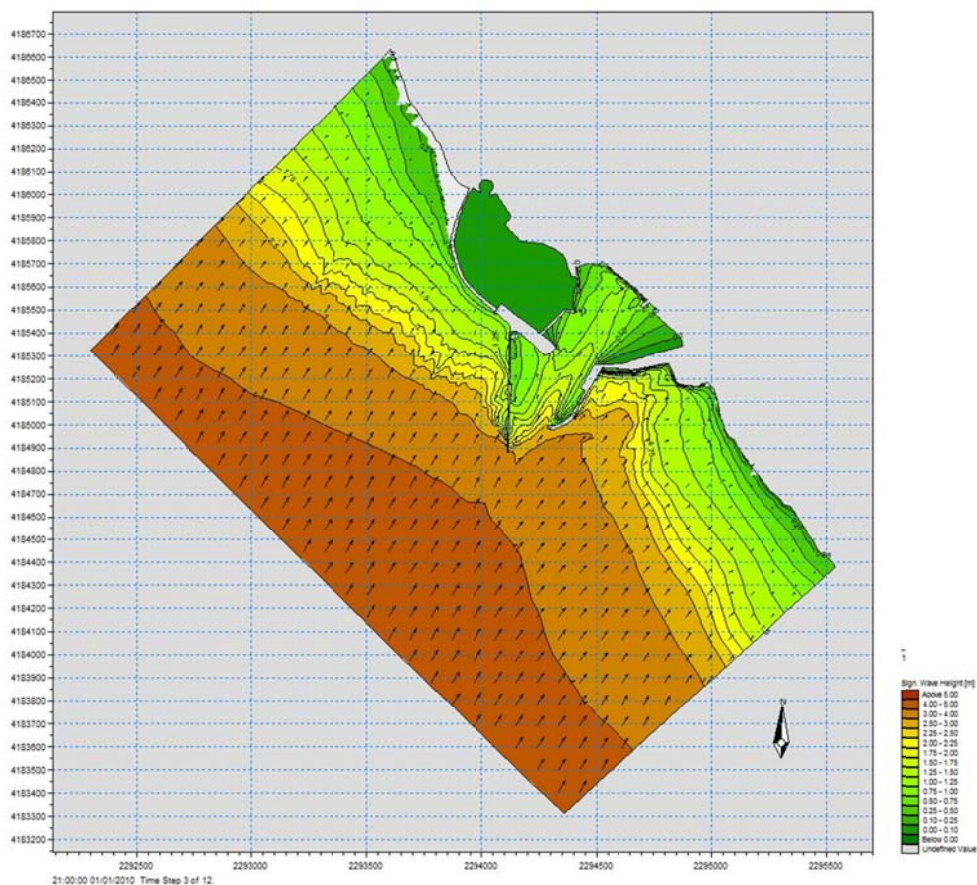 4186700
4186600
4186500
4186400
4186300
4186200
4186100
4186000
4185900
4185800
4185700
4185600
4185500
4185400
4185300
4185200
4185100
4185000
4184900
4184800
4184700
4184600
4184500
4184400
4184300
4184200
4184100
4184000
4183900
4183800
4183700
4183600
4183500
4183400
4183300
4183200
2292500 2293000 2293500 2294000 2294500 2295000 2295500
21:00:00 01/01/2010 Time Step 3 of 12.
1
Sign. Wave Height [m]
Above 5.00
4.00 - 5.00
3.00 - 4.00
2.50 - 3.00
2.25 - 2.50
2.00 - 2.25
1.75 - 2.00
1.50 - 1.75
1.25 - 1.50
1.00 - 1.25
0.75 - 1.00
0.50 - 0.75
0.25 - 0.50
0.10 - 0.25
0.00 - 0.10
Below 0.00
Undefined Value